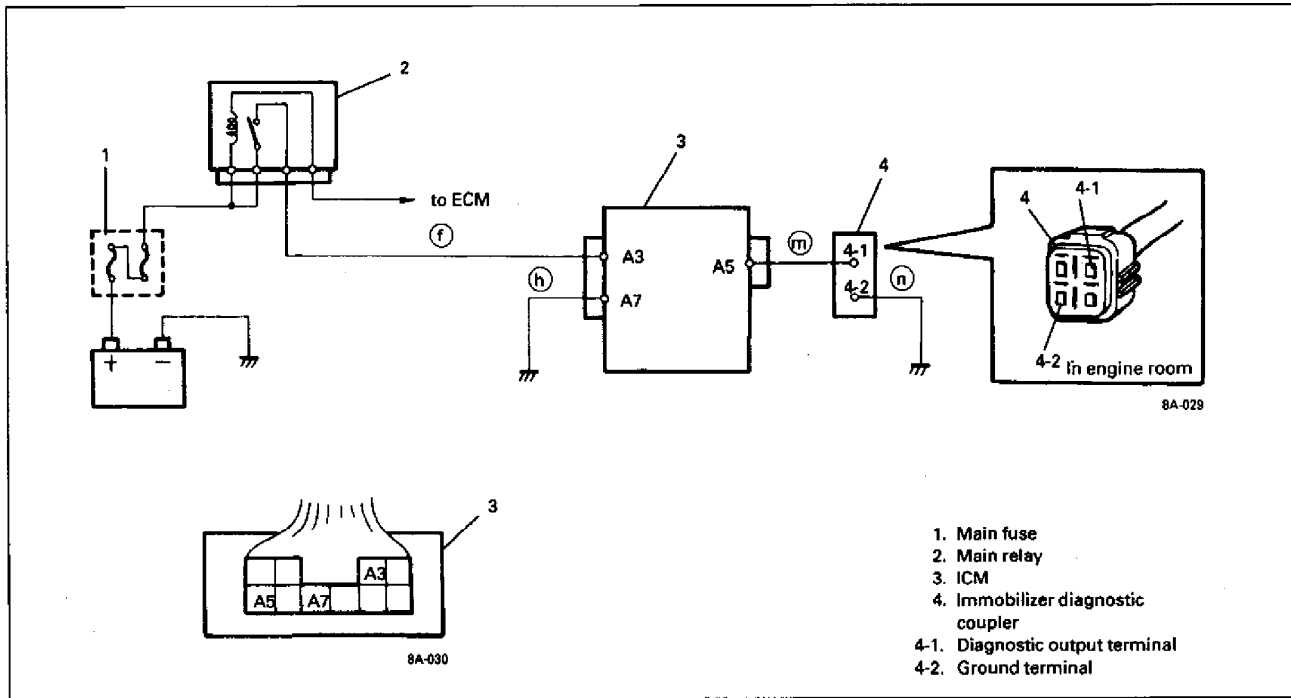 2
1
to ECM
f
3
A3
A5
h
A7
m
4
4-1
4-2
n
4
4-1
4-2 In engine room
8A-029
+ −
3
A3
A5 A7
8A-030
1. Main fuse
2. Main relay
3. ICM
4. Immobilizer diagnostic
coupler
4-1. Diagnostic output terminal
4-2. Ground terminal